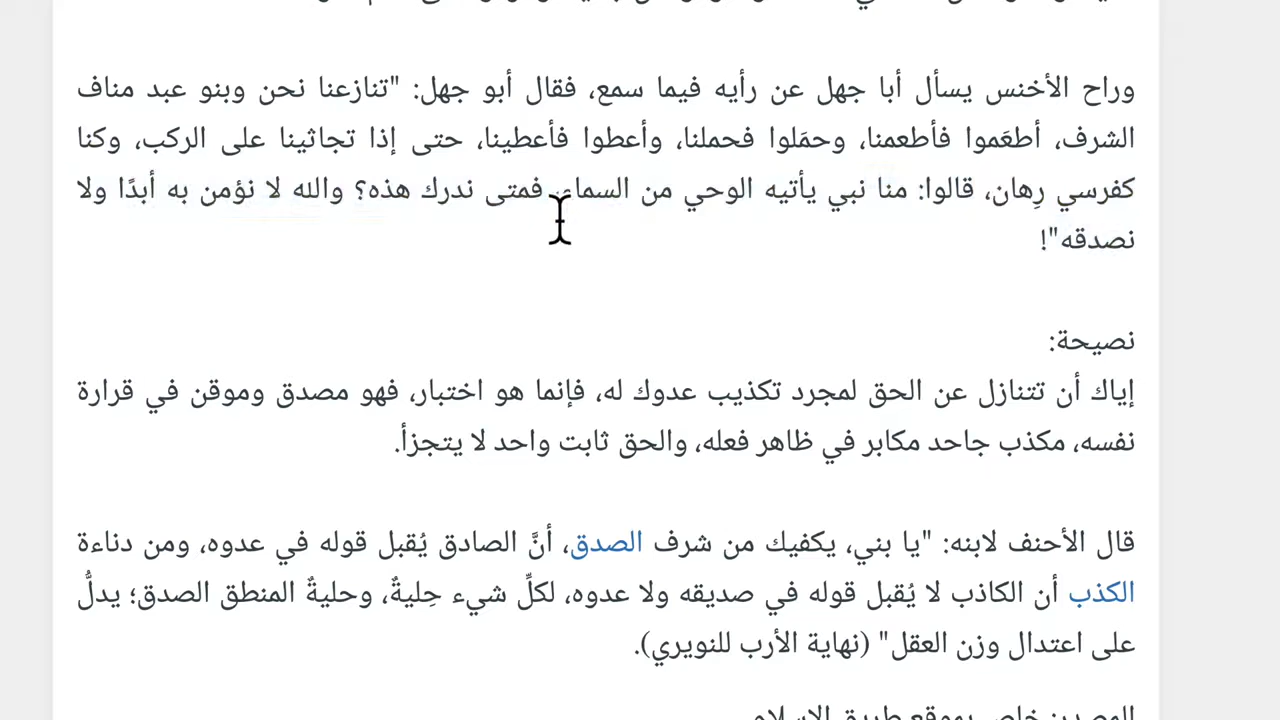 وراح الأخنس يسأل أبا جهل عن رأيه فيما سمع، فقال أبو جهل: "تنازعنا نحن وبنو عبد مناف
الشرف، أطعَموا فأطعمنا، وحمَلوا فحملنا، وأعطوا فأعطينا، حتى إذا تجاثينا على الركب، وكنا
كفرسي رِهان، قالوا: منا نبي يأتيه الوحي من السماء فمتى ندرك هذه؟ والله لا نؤمن به أبدًا ولا
نصدقه"!
نصيحة:
إياك أن تتنازل عن الحق لمجرد تكذيب عدوك له، فإنما هو اختبار، فهو مصدق وموقن في قرارة
نفسه، مكذب جاحد مكابر في ظاهر فعله، والحق ثابت واحد لا يتجزأ.
قال الأحنف لابنه: "يا بني، يكفيك من شرف الصدق، أنَّ الصادق يُقبل قوله في عدوه، ومن دناءة
الكذب أن الكاذب لا يُقبل قوله في صديقه ولا عدوه، لكلِّ شيء حِليةٌ، وحليةٌ المنطق الصدق؛ يدلُّ
على اعتدال وزن العقل" (نهاية الأرب للنويري).
المصدر: خاص بموقع طريق الإسلام